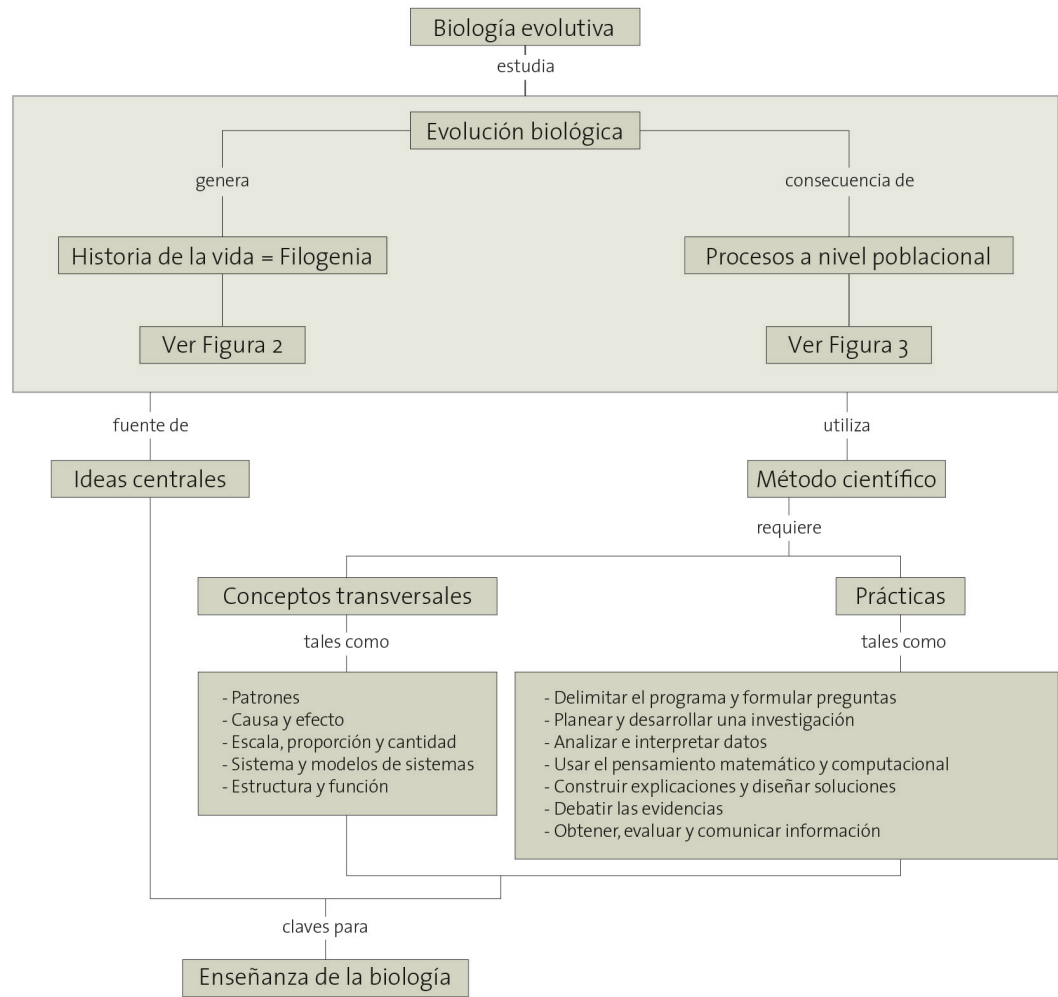 Biología evolutiva
estudia
Evolución biológica
genera
consecuencia de
Historia de la vida = Filogenia
Procesos a nivel poblacional
Ver Figura 2
Ver Figura 3
fuente de
utiliza
Ideas centrales
Método científico
requiere
Conceptos transversales
Prácticas
tales como
tales como
- Patrones
- Causa y efecto
- Escala, proporción y cantidad
- Sistema y modelos de sistemas
- Estructura y función
- Delimitar el programa y formular preguntas
- Planear y desarrollar una investigación
- Analizar e interpretar datos
- Usar el pensamiento matemático y computacional
- Construir explicaciones y diseñar soluciones
- Debatir las evidencias
- Obtener, evaluar y comunicar información
claves para
Enseñanza de la biología